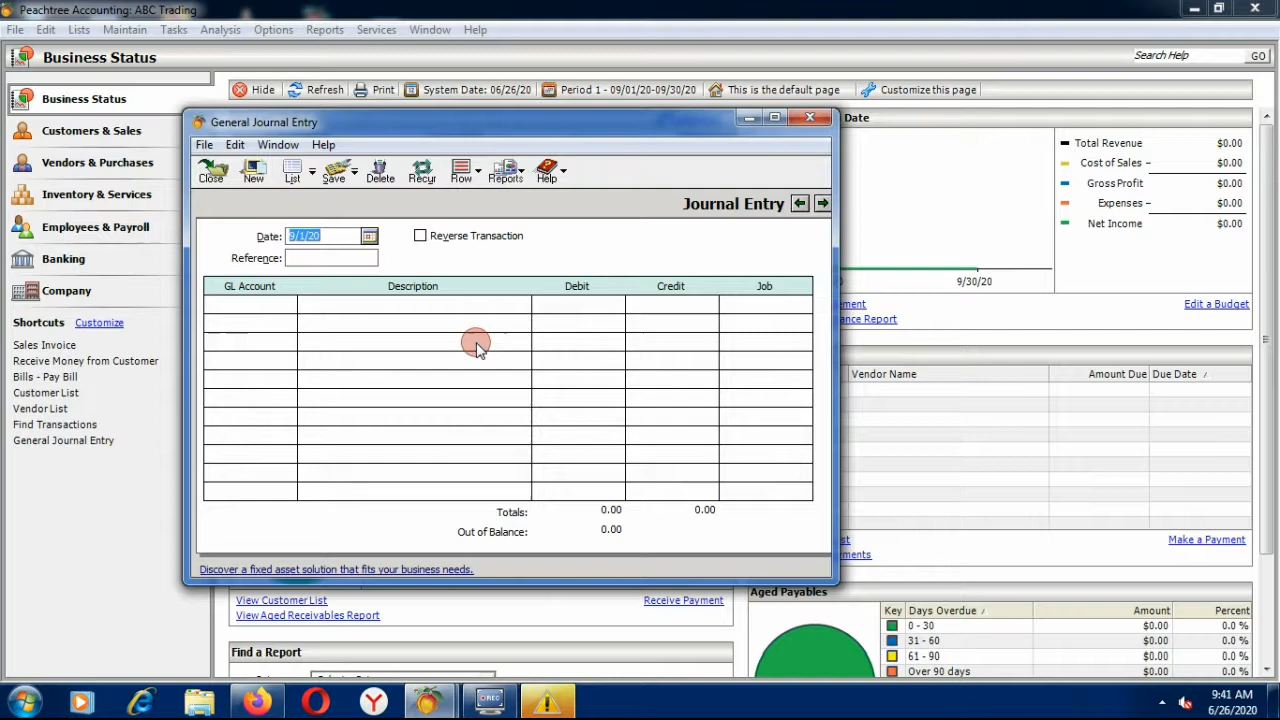 Peachtree Accounting: ABC Trading
File Edit Lists Maintain Tasks Analysis Options Reports Services Window Help
Business Status
Search Help GO
Business Status
Customers & Sales
Vendors & Purchases
Inventory & Services
Employees & Payroll
Banking
Company
Shortcuts Customize
Sales Invoice
Receive Money from Customer
Bills - Pay Bill
Customer List
Vendor List
Find Transactions
General Journal Entry
Hide Refresh Print System Date: 06/26/20 Period 1 - 09/01/20-09/30/20 This is the default page Customize this page
General Journal Entry
File Edit Window Help
Close New List Save Delete Recur Row Reports Help
Journal Entry
Date: 9/1/20 Reverse Transaction
Reference:
GL Account Description Debit Credit Job
Totals: 0.00 0.00
Out of Balance: 0.00
Discover a fixed asset solution that fits your business needs.
Date
Total Revenue $0.00
Cost of Sales - $0.00
Gross Profit $0.00
Expenses - $0.00
Net Income $0.00
9/30/20
Edit a Budget
Vendor Name Amount Due Due Date /
Make a Payment
View Customer List Receive Payment
View Aged Receivables Report
Find a Report
Aged Payables
Key Days Overdue / Amount Percent
0 - 30 $0.00 0.0 %
31 - 60 $0.00 0.0 %
61 - 90 $0.00 0.0 %
Over 90 days $0.00 0.0 %
REC
9:41 AM
6/26/2020